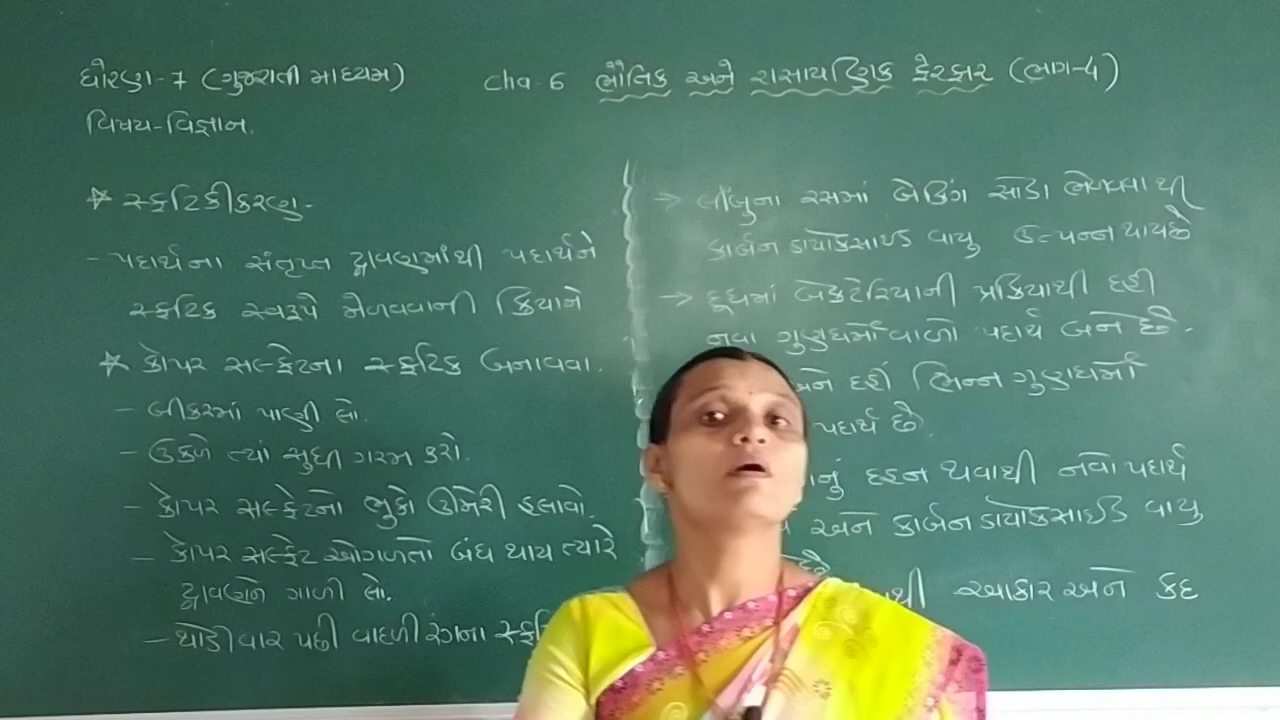 ધોરણ-7 (ગુજરાતી માધ્યમ)
Cha-6 ભૌતિક અને રાસાયણિક ફેરફાર (ભાગ-4)
વિષય-વિજ્ઞાન.
★ સ્ફટિકીકરણ-
- પદાર્થના સંતૃપ્ત દ્રાવણમાંથી પદાર્થને
સ્ફટિક સ્વરૂપે મેળવવાની ક્રિયાને
★ કોપર સલ્ફેટના સ્ફટિક બનાવવા.
- બીકરમાં પાણી લો.
- ઉકળે ત્યાં સુધી ગરમ કરો.
- કોપર સલ્ફેટનો ભુકો ઊમેરી હલાવો.
- કોપર સલ્ફેટ ઓગળતો બંધ થાય ત્યારે
દ્રાવણને ગાળી લો.
- થોડીવાર પછી વાદળી રંગના
→ લીંબુના રસમાં બેકિંગ સોડા ભેળવવાથી
કાર્બન ડાયોક્સાઇડ વાયુ ઉત્પન્ન થાય છે
→ દૂધમાં બેક્ટેરિયાની પ્રક્રિયાથી દહીં
નવા ગુણધર્મોવાળો પદાર્થ બને છે.
અને દહીં ભિન્ન ગુણધર્મો
પદાર્થ છે.
નું દહન થવાથી નવો પદાર્થ
અને કાર્બન ડાયોક્સાઇડ વાયુ
થી આકાર અને કદ